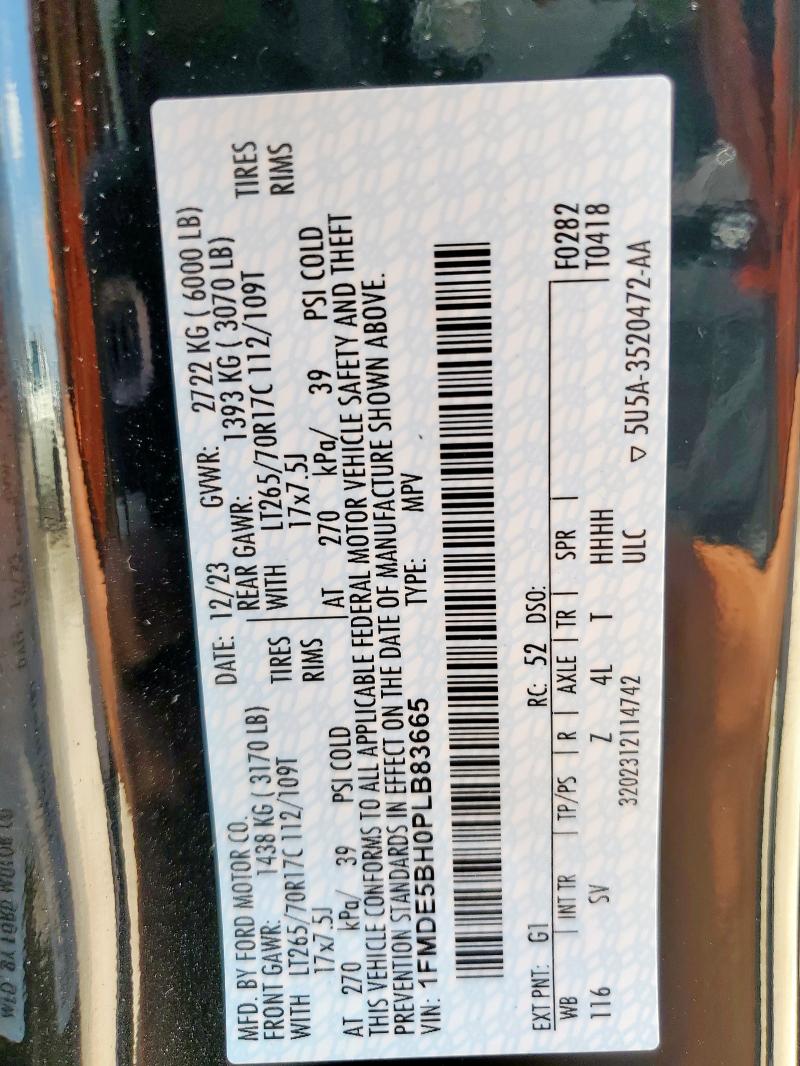 MFD. BY FORD MOTOR CO. DATE: 12/23 GVWR: 2722 KG ( 6000 LB)
FRONT GAWR: 1438 KG ( 3170 LB) REAR GAWR: 1393 KG ( 3070 LB)
WITH LT265/70R17C 112/109T TIRES WITH LT265/70R17C 112/109T TIRES
17x7.5J RIMS 17x7.5J RIMS
AT 270 kPa/ 39 PSI COLD AT 270 kPa/ 39 PSI COLD
THIS VEHICLE CONFORMS TO ALL APPLICABLE FEDERAL MOTOR VEHICLE SAFETY AND THEFT
PREVENTION STANDARDS IN EFFECT ON THE DATE OF MANUFACTURE SHOWN ABOVE.
VIN: 1FMDE5BH0PLB83665 TYPE: MPV
EXT PNT: G1 RC: 52 DSO: F0282
WB | INT TR | TP/PS | R | AXLE | TR | SPR T0418
116 SV Z 4L T HHHH
3202312114742 ULC ▽ 5U5A-3520472-AA